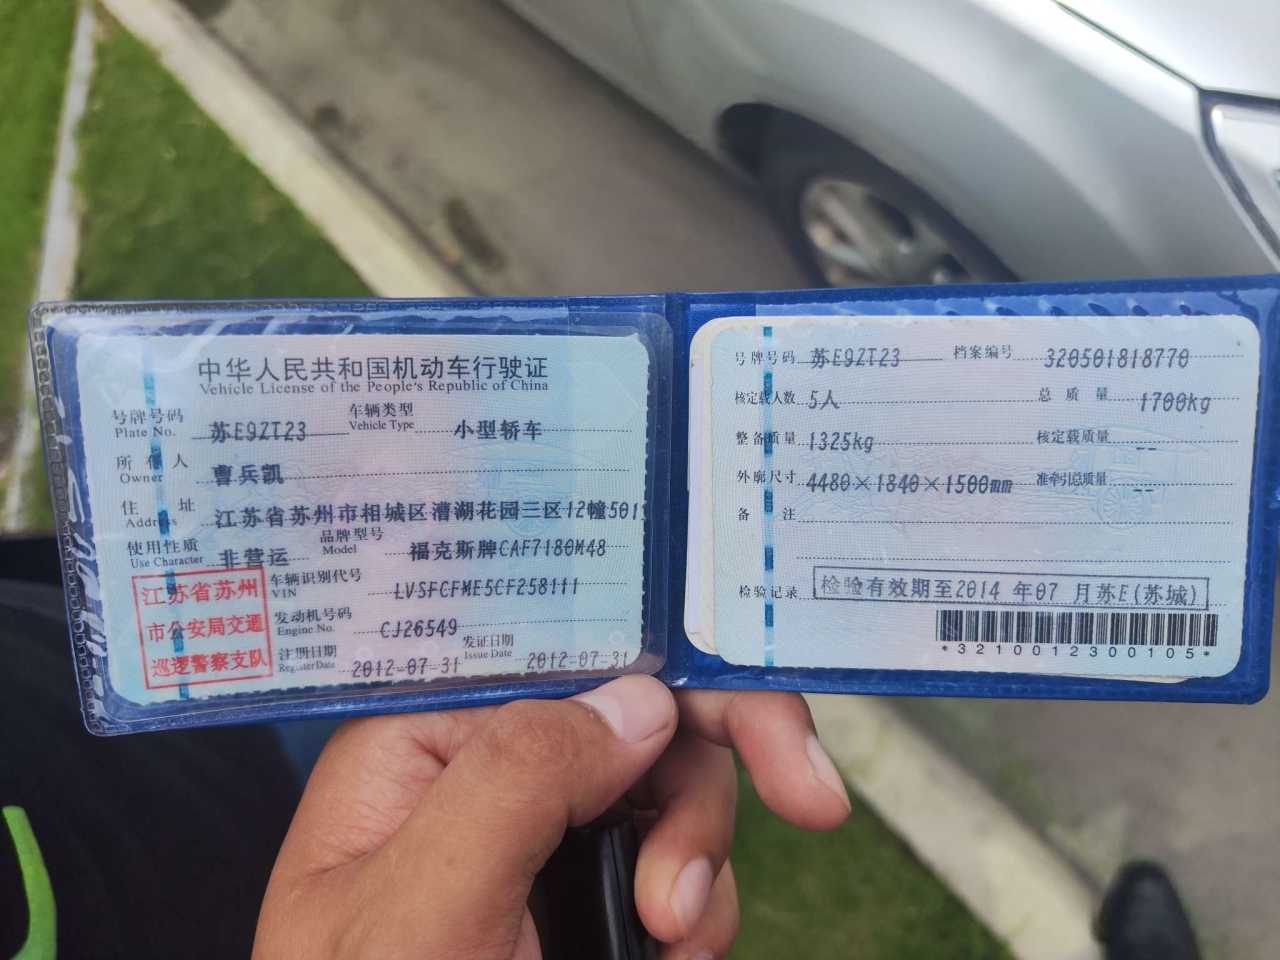 中华人民共和国机动车行驶证
Vehicle License of the People's Republic of China
号牌号码 苏E9ZT23 车辆类型 小型轿车
Plate No. Vehicle Type
所有人 曹兵凯
Owner
住址 江苏省苏州市相城区漕湖花园三区12幢501
Address
使用性质 非营运 品牌型号 福克斯牌CAF7180M48
Use Character Model
江苏省苏州
市公安局交通
巡逻警察支队
车辆识别代号 LVSFCFME5CF258111
VIN
发动机号码 CJ26549
Engine No.
注册日期 2012-07-31 发证日期 2012-07-31
Register Date Issue Date
号牌号码 苏E9ZT23 档案编号 320501818770
核定载人数 5人 总质量 1700kg
整备质量 1325kg 核定载质量 --
外廓尺寸 4480×1840×1500mm 准牵引总质量 --
备注
检验记录 检验有效期至2014年07月苏E(苏城)
*3210012300105*